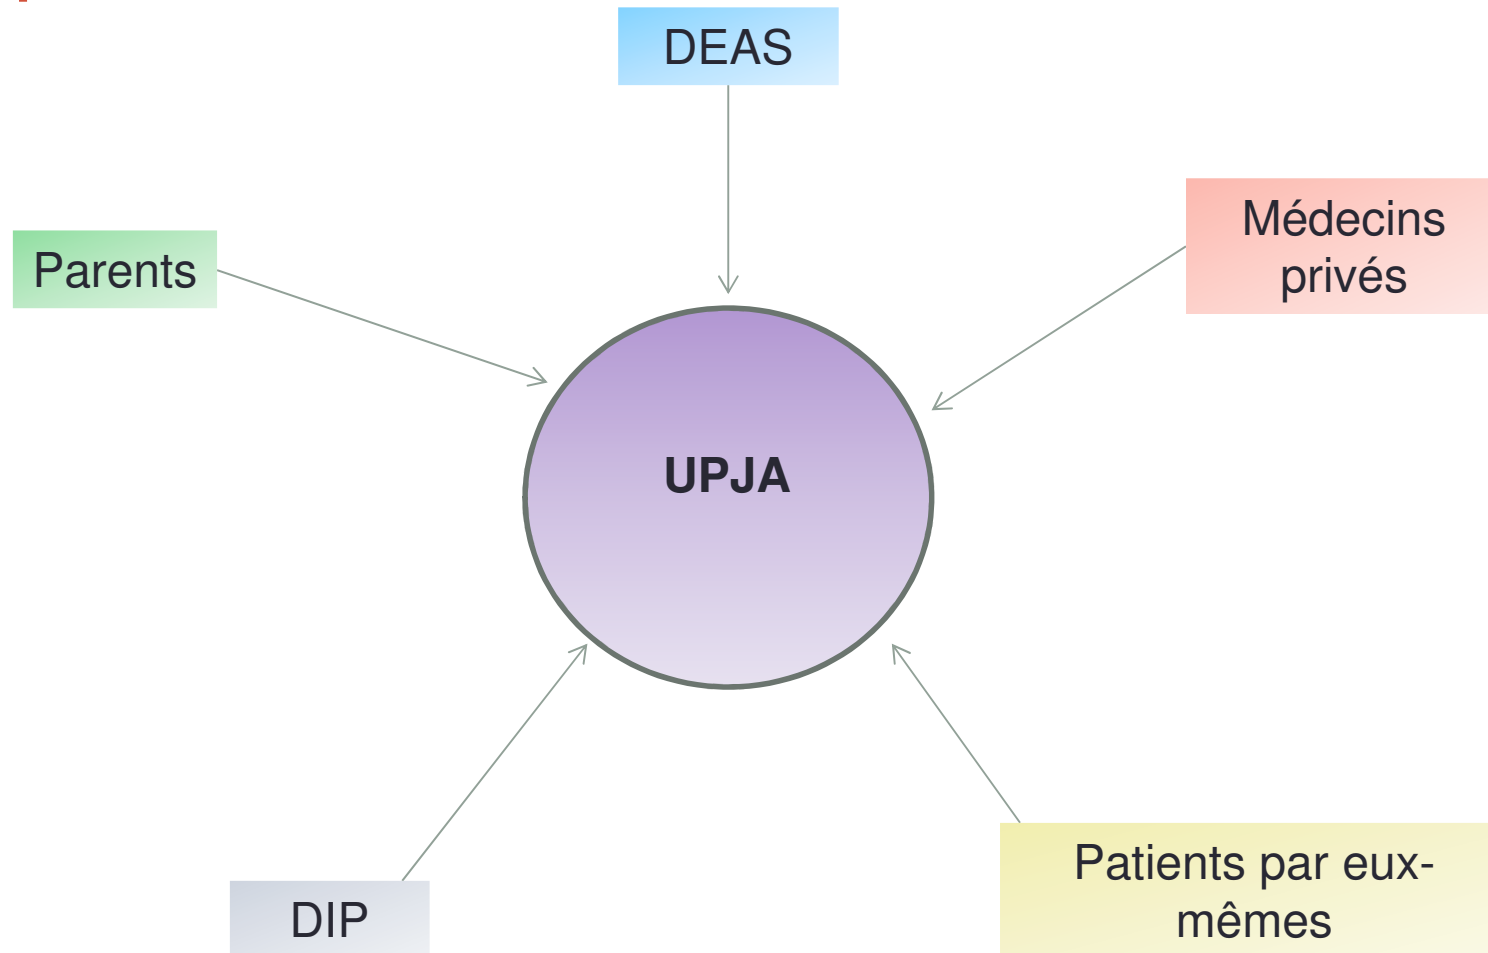 DEAS
Médecins
privés
Parents
UPJA
Patients par eux-
mêmes
DIP